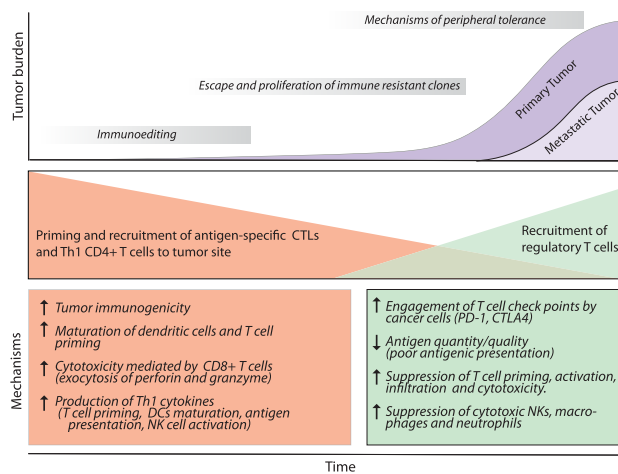 Mechanisms of peripheral tolerance
Tumor burden
Escape and proliferation of immune resistant clones
Primary Tumor
Immunoediting
Metastatic Tumor
Priming and recruitment of antigen-specific CTLs
and Th1 CD4+ T cells to tumor site
Recruitment of
regulatory T cells
Mechanisms
↑ Tumor immunogenicity
↑ Maturation of dendritic cells and T cell
priming
↑ Cytotoxicity mediated by CD8+ T cells
(exocytosis of perforin and granzyme)
↑ Production of Th1 cytokines
(T cell priming, DCs maturation, antigen
presentation, NK cell activation)
↑ Engagement of T cell check points by
cancer cells (PD-1, CTLA4)
↓ Antigen quantity/quality
(poor antigenic presentation)
↑ Suppression of T cell priming, activation,
infiltration and cytotoxicity.
↑ Suppression of cytotoxic NKs, macro-
phages and neutrophils
Time